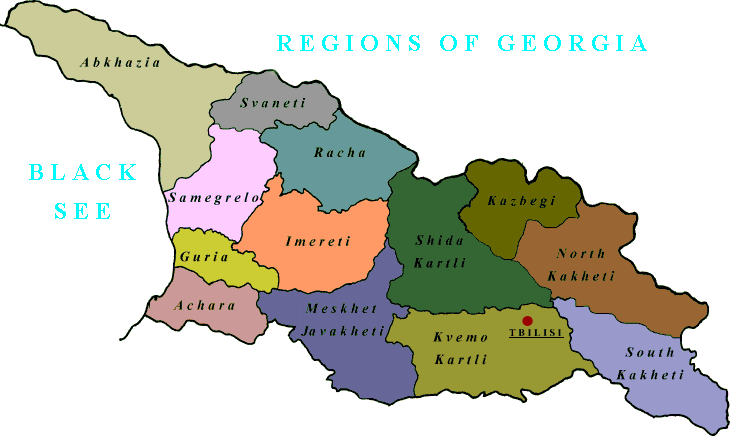 REGIONS OF GEORGIA
Abkhazia
Svaneti
Racha
BLACK
SEE
Samegrelo
Kazbegi
Imereti
Shida
Kartli
Guria
North
Kakheti
Achara
Meskhet
Javakheti
Kvemo
Kartli
TBILISI
South
Kakheti